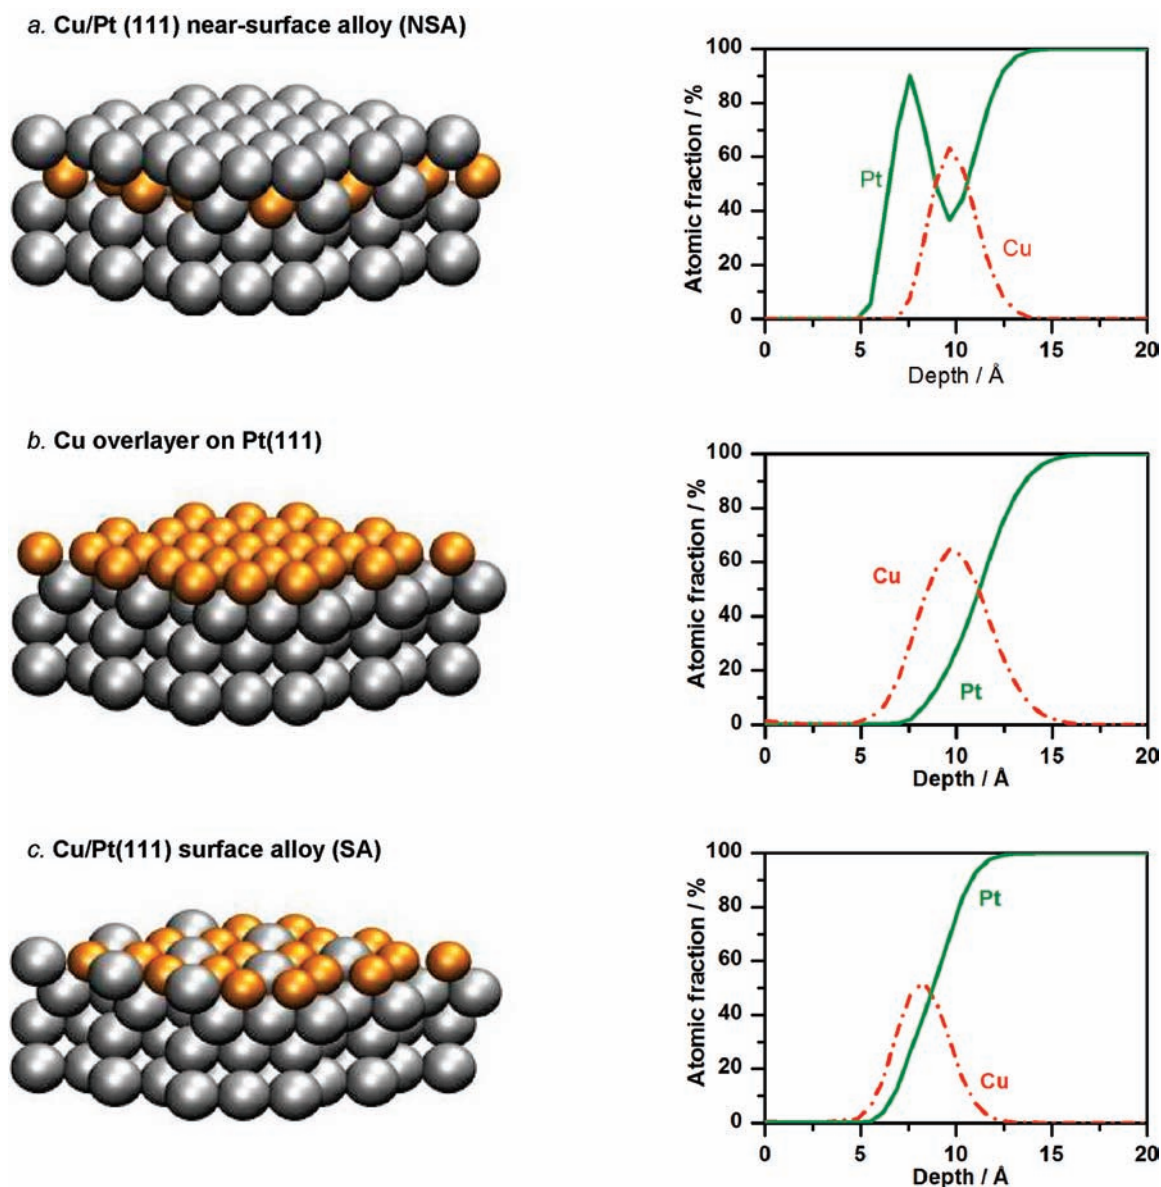 a. Cu/Pt (111) near-surface alloy (NSA)
Atomic fraction / %
100
80
60
40
20
0
Pt
Cu
0 5 10 15 20
Depth / Å
b. Cu overlayer on Pt(111)
Atomic fraction / %
100
80
60
40
20
0
Cu
Pt
0 5 10 15 20
Depth / Å
c. Cu/Pt(111) surface alloy (SA)
Atomic fraction / %
100
80
60
40
20
0
Pt
Cu
0 5 10 15 20
Depth / Å